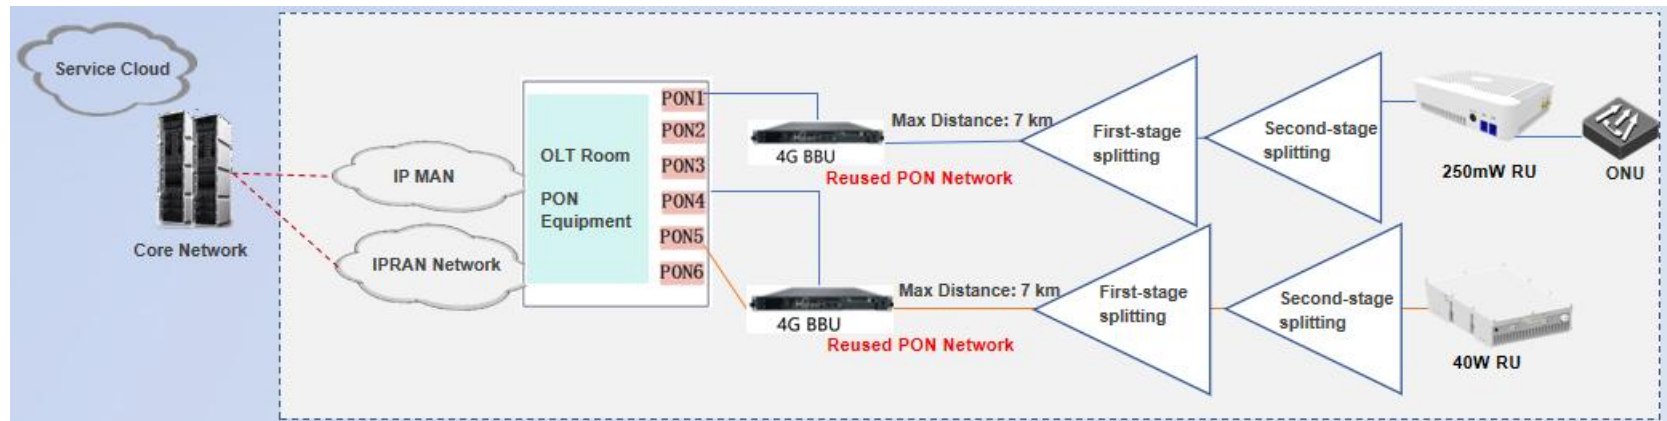 Service Cloud
Core Network
IP MAN
IPRAN Network
OLT Room
PON
Equipment
PON1
PON2
PON3
PON4
PON5
PON6
4G BBU
Reused PON Network
Max Distance: 7 km
First-stage
splitting
Second-stage
splitting
250mW RU
ONU
4G BBU
Reused PON Network
Max Distance: 7 km
First-stage
splitting
Second-stage
splitting
40W RU